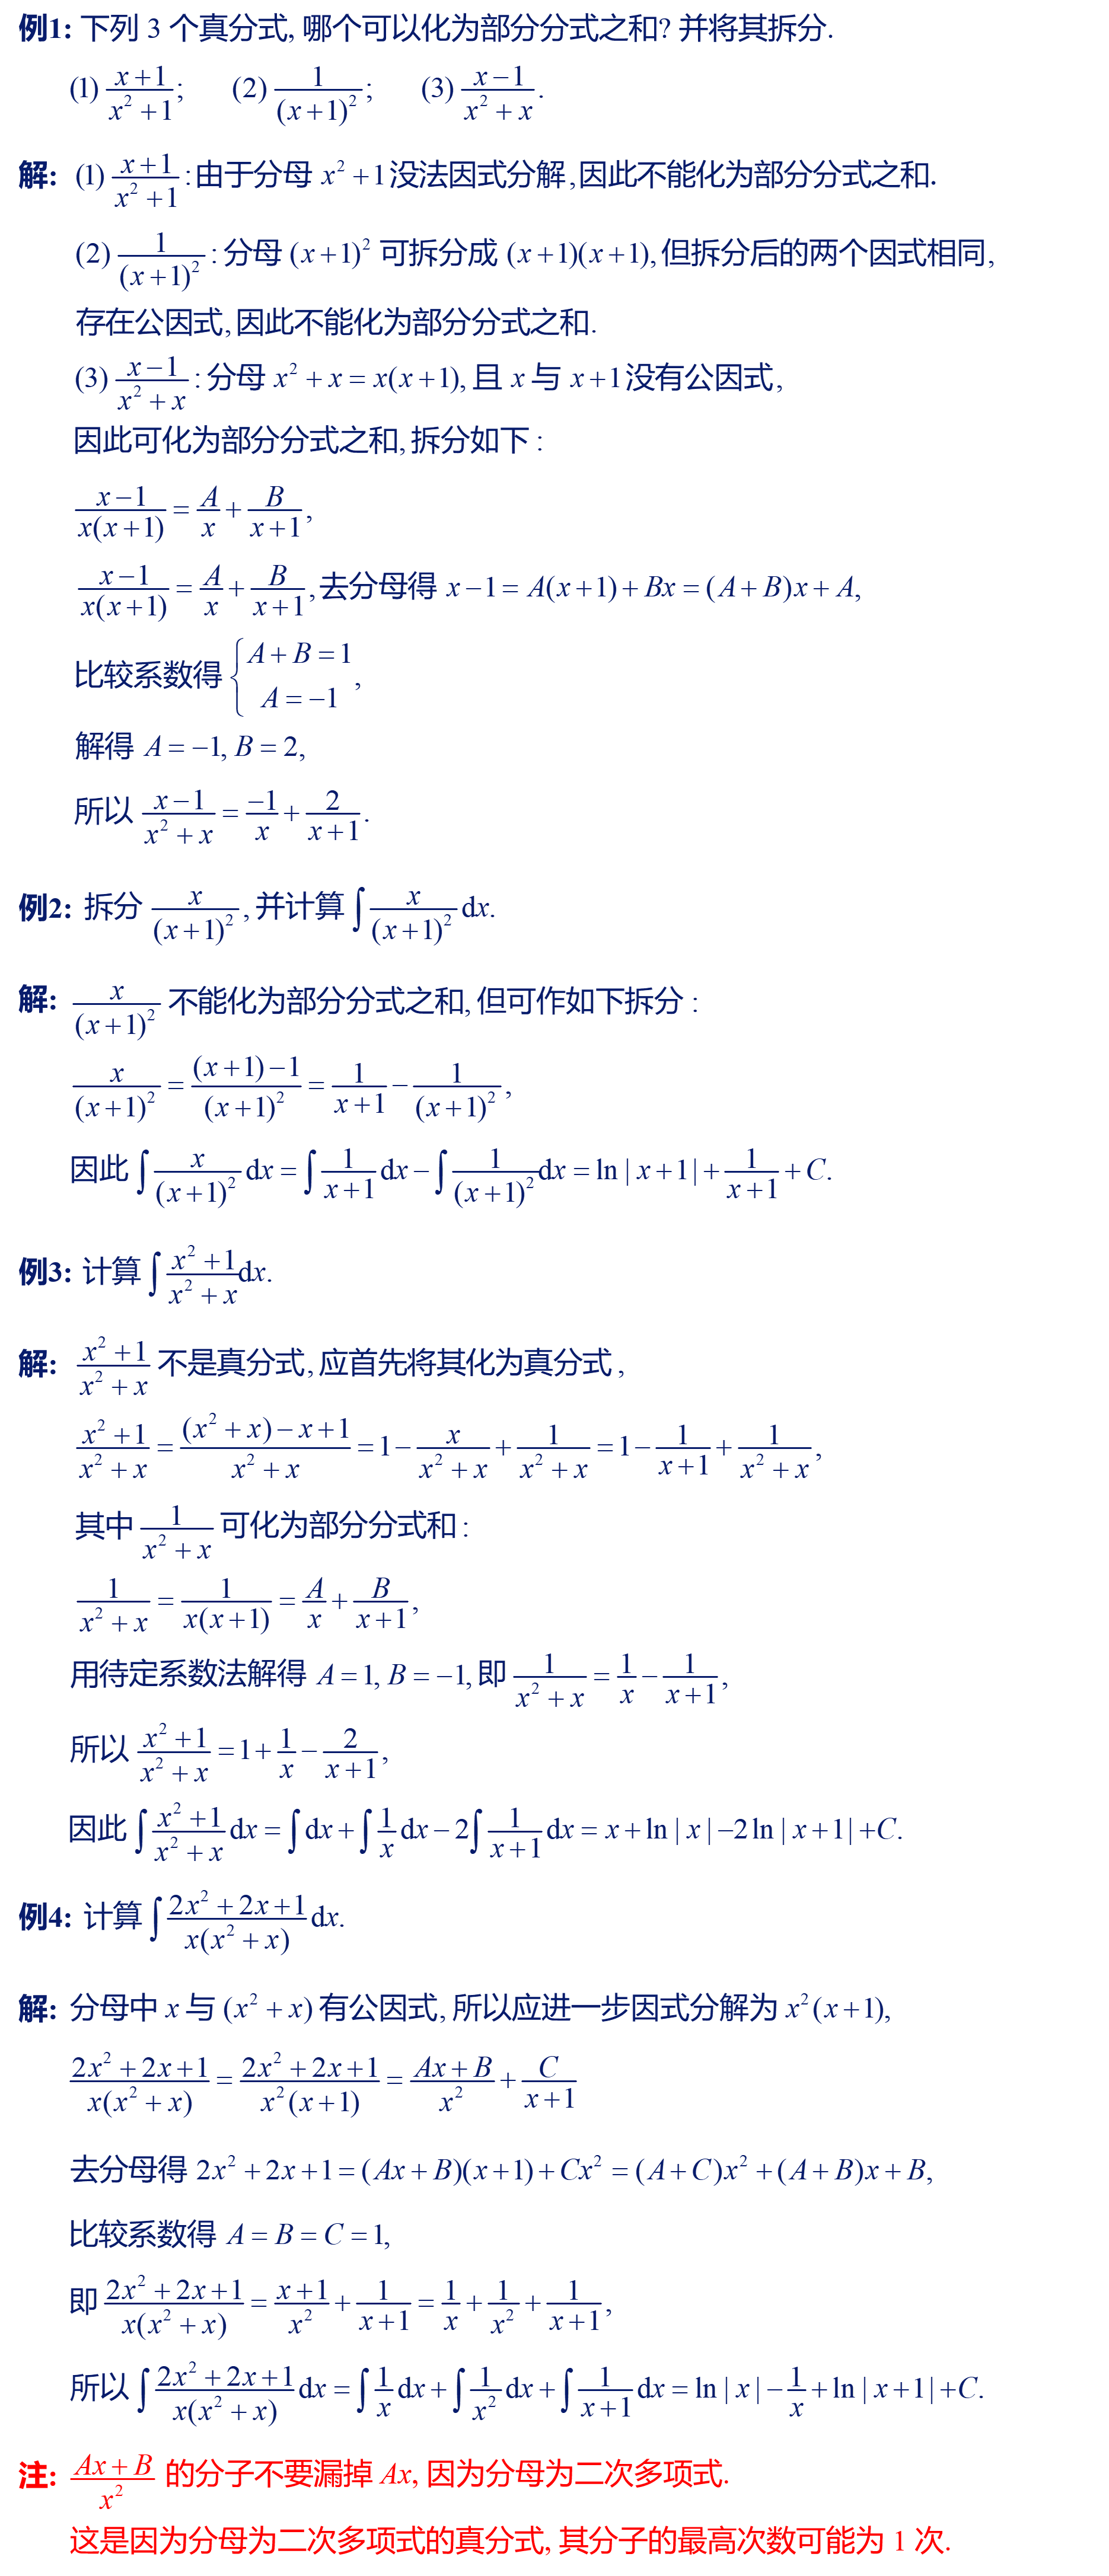 例1: 下列 3 个真分式, 哪个可以化为部分分式之和? 并将其拆分.
(1) $\frac{x+1}{x^2+1}$; (2) $\frac{1}{(x+1)^2}$; (3) $\frac{x-1}{x^2+x}$.
解: (1) $\frac{x+1}{x^2+1}$: 由于分母 $x^2+1$ 没法因式分解, 因此不能化为部分分式之和.
(2) $\frac{1}{(x+1)^2}$: 分母 $(x+1)^2$ 可拆分成 $(x+1)(x+1)$, 但拆分后的两个因式相同,
存在公因式, 因此不能化为部分分式之和.
(3) $\frac{x-1}{x^2+x}$: 分母 $x^2+x=x(x+1)$, 且 $x$ 与 $x+1$ 没有公因式,
因此可化为部分分式之和, 拆分如下:
$\frac{x-1}{x(x+1)}=\frac{A}{x}+\frac{B}{x+1}$,
$\frac{x-1}{x(x+1)}=\frac{A}{x}+\frac{B}{x+1}$, 去分母得 $x-1=A(x+1)+Bx=(A+B)x+A$,
比较系数得 $\begin{cases}A+B=1\\A=-1\end{cases}$,
解得 $A=-1, B=2$,
所以 $\frac{x-1}{x^2+x}=\frac{-1}{x}+\frac{2}{x+1}$.
例2: 拆分 $\frac{x}{(x+1)^2}$, 并计算 $\int\frac{x}{(x+1)^2}\mathrm{d}x$.
解: $\frac{x}{(x+1)^2}$ 不能化为部分分式之和, 但可作如下拆分:
$\frac{x}{(x+1)^2}=\frac{(x+1)-1}{(x+1)^2}=\frac{1}{x+1}-\frac{1}{(x+1)^2}$,
因此 $\int\frac{x}{(x+1)^2}\mathrm{d}x=\int\frac{1}{x+1}\mathrm{d}x-\int\frac{1}{(x+1)^2}\mathrm{d}x=\ln|x+1|+\frac{1}{x+1}+C$.
例3: 计算 $\int\frac{x^2+1}{x^2+x}\mathrm{d}x$.
解: $\frac{x^2+1}{x^2+x}$ 不是真分式, 应首先将其化为真分式,
$\frac{x^2+1}{x^2+x}=\frac{(x^2+x)-x+1}{x^2+x}=1-\frac{x}{x^2+x}+\frac{1}{x^2+x}=1-\frac{1}{x+1}+\frac{1}{x^2+x}$,
其中 $\frac{1}{x^2+x}$ 可化为部分分式和:
$\frac{1}{x^2+x}=\frac{1}{x(x+1)}=\frac{A}{x}+\frac{B}{x+1}$,
用待定系数法解得 $A=1, B=-1$, 即 $\frac{1}{x^2+x}=\frac{1}{x}-\frac{1}{x+1}$,
所以 $\frac{x^2+1}{x^2+x}=1+\frac{1}{x}-\frac{2}{x+1}$,
因此 $\int\frac{x^2+1}{x^2+x}\mathrm{d}x=\int\mathrm{d}x+\int\frac{1}{x}\mathrm{d}x-2\int\frac{1}{x+1}\mathrm{d}x=x+\ln|x|-2\ln|x+1|+C$.
例4: 计算 $\int\frac{2x^2+2x+1}{x(x^2+x)}\mathrm{d}x$.
解: 分母中 $x$ 与 $(x^2+x)$ 有公因式, 所以应进一步因式分解为 $x^2(x+1)$,
$\frac{2x^2+2x+1}{x(x^2+x)}=\frac{2x^2+2x+1}{x^2(x+1)}=\frac{Ax+B}{x^2}+\frac{C}{x+1}$
去分母得 $2x^2+2x+1=(Ax+B)(x+1)+Cx^2=(A+C)x^2+(A+B)x+B$,
比较系数得 $A=B=C=1$,
即 $\frac{2x^2+2x+1}{x(x^2+x)}=\frac{x+1}{x^2}+\frac{1}{x+1}=\frac{1}{x}+\frac{1}{x^2}+\frac{1}{x+1}$,
所以 $\int\frac{2x^2+2x+1}{x(x^2+x)}\mathrm{d}x=\int\frac{1}{x}\mathrm{d}x+\int\frac{1}{x^2}\mathrm{d}x+\int\frac{1}{x+1}\mathrm{d}x=\ln|x|-\frac{1}{x}+\ln|x+1|+C$.
注: $\frac{Ax+B}{x^2}$ 的分子不要漏掉 $Ax$, 因为分母为二次多项式.
这是因为分母为二次多项式的真分式, 其分子的最高次数可能为 1 次.